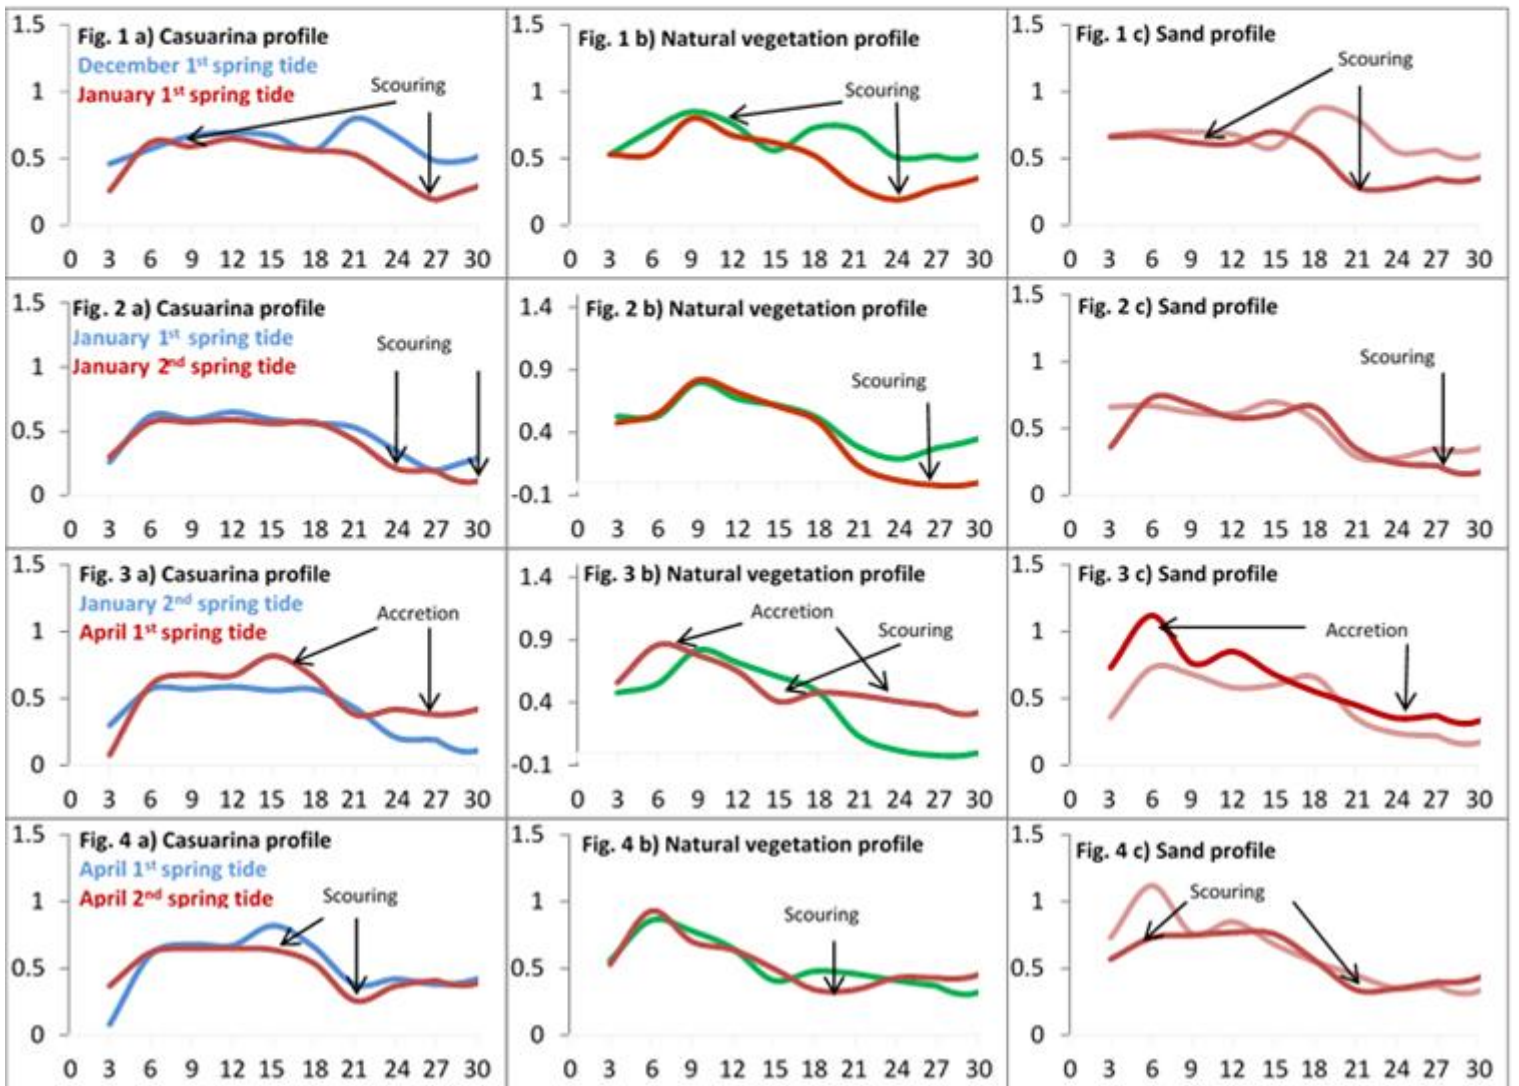 1.5
Fig. 1 a) Casuarina profile
December 1st spring tide
January 1st spring tide
Scouring
1
0.5
0
0 3 6 9 12 15 18 21 24 27 30
1.5
Fig. 1 b) Natural vegetation profile
Scouring
1
0.5
0
0 3 6 9 12 15 18 21 24 27 30
1.5
Fig. 1 c) Sand profile
Scouring
1
0.5
0
0 3 6 9 12 15 18 21 24 27 30
1.5
Fig. 2 a) Casuarina profile
January 1st spring tide
January 2nd spring tide
Scouring
1
0.5
0
0 3 6 9 12 15 18 21 24 27 30
1.4
Fig. 2 b) Natural vegetation profile
0.9
Scouring
0.4
-0.1
0 3 6 9 12 15 18 21 24 27 30
1.5
Fig. 2 c) Sand profile
Scouring
1
0.5
0
0 3 6 9 12 15 18 21 24 27 30
1.5
Fig. 3 a) Casuarina profile
January 2nd spring tide
April 1st spring tide
Accretion
1
0.5
0
0 3 6 9 12 15 18 21 24 27 30
1.4
Fig. 3 b) Natural vegetation profile
Accretion
Scouring
0.9
0.4
-0.1
0 3 6 9 12 15 18 21 24 27 30
1.5
Fig. 3 c) Sand profile
1
Accretion
0.5
0
0 3 6 9 12 15 18 21 24 27 30
1.5
Fig. 4 a) Casuarina profile
April 1st spring tide
April 2nd spring tide
Scouring
1
0.5
0
0 3 6 9 12 15 18 21 24 27 30
1.5
Fig. 4 b) Natural vegetation profile
1
Scouring
0.5
0
0 3 6 9 12 15 18 21 24 27 30
1.5
Fig. 4 c) Sand profile
Scouring
1
0.5
0
0 3 6 9 12 15 18 21 24 27 30